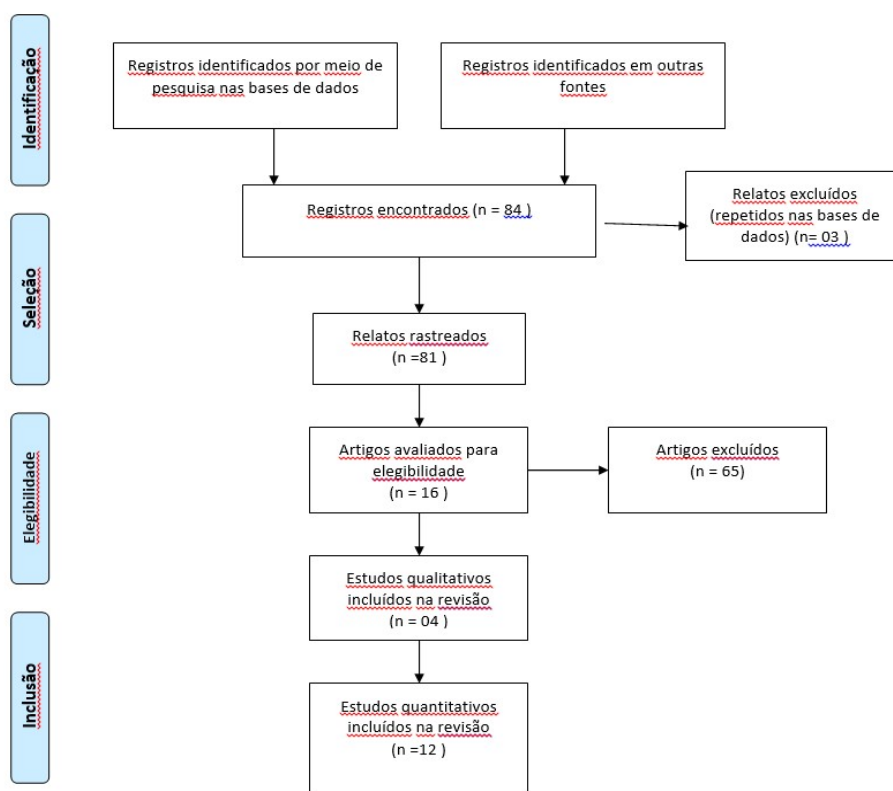 Identificação
Registros identificados por meio de
pesquisa nas bases de dados
Registros identificados em outras
fontes
Registros encontrados (n = 84 )
Relatos excluídos
(repetidos nas bases de
dados) (n= 03 )
Seleção
Relatos rastreados
(n =81 )
Elegibilidade
Artigos avaliados para
elegibilidade
(n = 16 )
Artigos excluídos
(n = 65)
Estudos qualitativos
incluídos na revisão
(n = 04 )
Inclusão
Estudos quantitativos
incluídos na revisão
(n =12 )